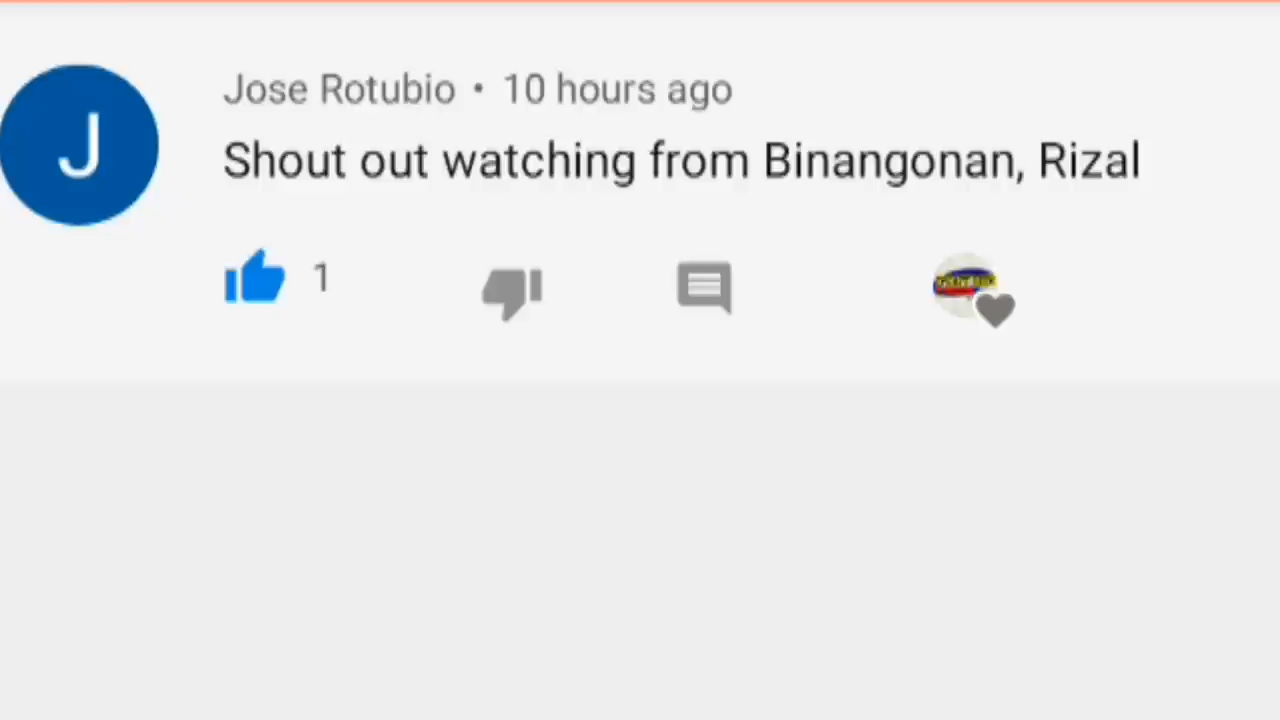 J
Jose Rotubio • 10 hours ago
Shout out watching from Binangonan, Rizal
1